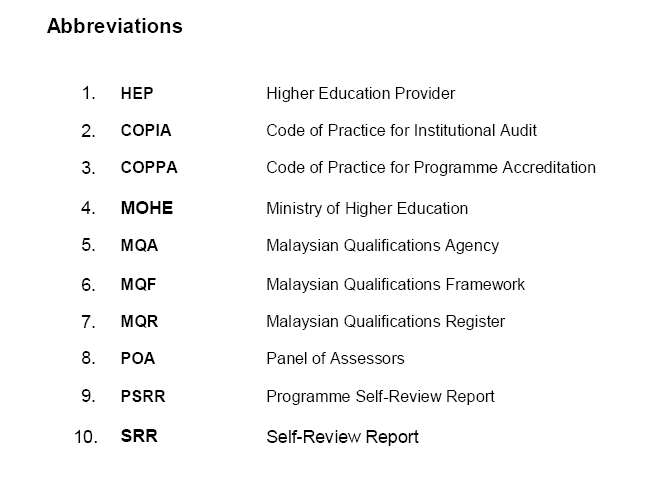 Abbreviations
1. HEP Higher Education Provider
2. COPIA Code of Practice for Institutional Audit
3. COPPA Code of Practice for Programme Accreditation
4. MOHE Ministry of Higher Education
5. MQA Malaysian Qualifications Agency
6. MQF Malaysian Qualifications Framework
7. MQR Malaysian Qualifications Register
8. POA Panel of Assessors
9. PSRR Programme Self-Review Report
10. SRR Self-Review Report